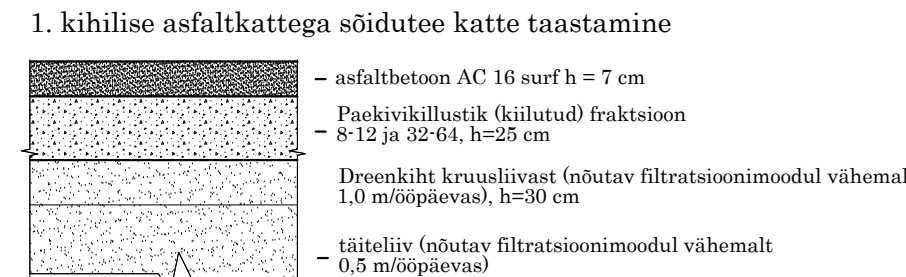 1. kihilise asfaltkattega sõidutee katte taastamine
asfaltbetoon AC 16 surf h = 7 cm
Paekivikillustik (kiilutud) fraktsioon
8-12 ja 32-64, h=25 cm
Dreenkiht kruusliivast (nõutav filtratsioonimoodul vähemal
1,0 m/ööpäevas), h=30 cm
täiteliiv (nõutav filtratsioonimoodul vähemalt
0,5 m/ööpäevas)